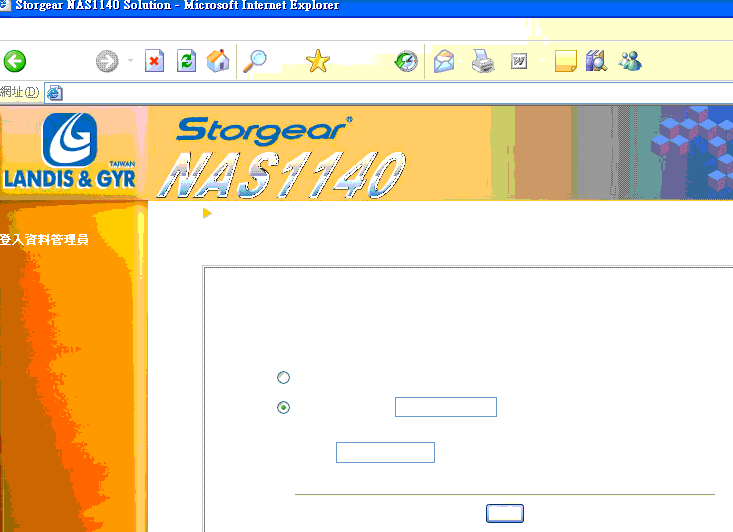 Storgear NAS1140 Solution - Microsoft Internet Explorer
網址(D)
Storgear®
NAS1140
TAIWAN
LANDIS & GYR
登入資料管理員